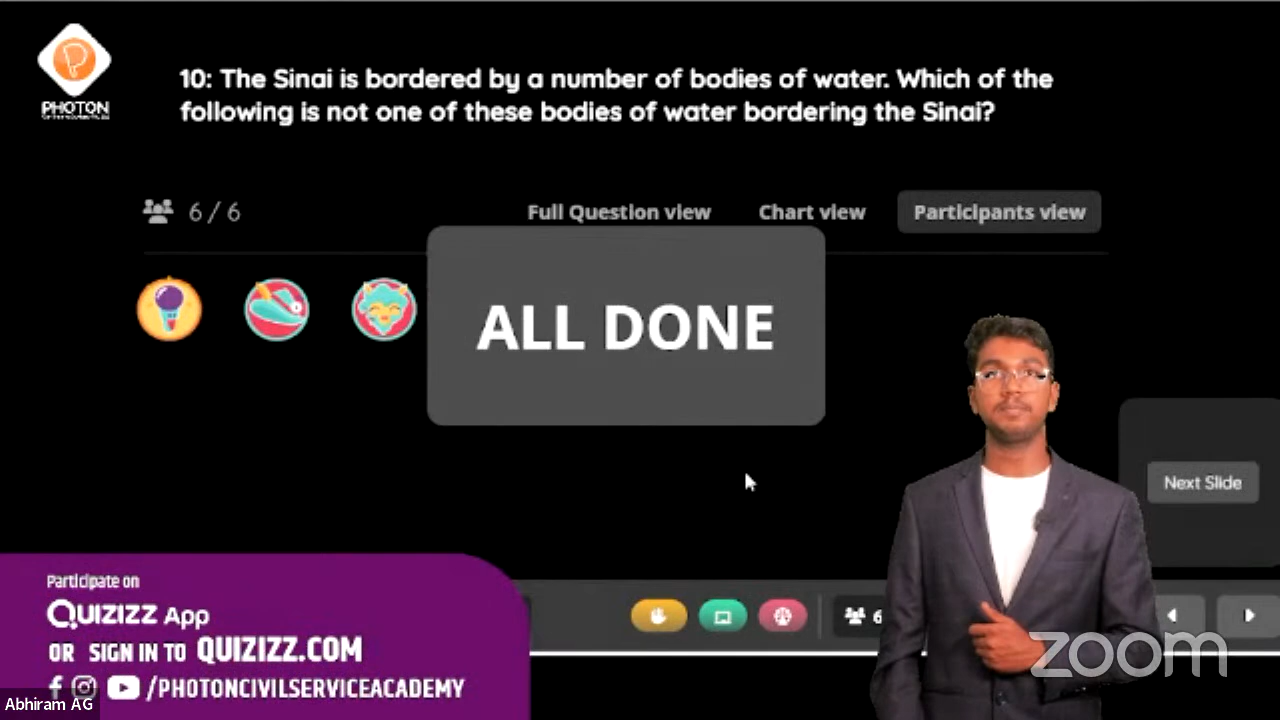 PHOTON
10: The Sinai is bordered by a number of bodies of water. Which of the
following is not one of these bodies of water bordering the Sinai?
6 / 6
Full Question view
Chart view
Participants view
ALL DONE
Next Slide
Participate on
QUIZIZZ App
OR SIGN IN TO QUIZIZZ.COM
/PHOTONCIVILSERVICEACADEMY
6
zoom
Abhiram AG